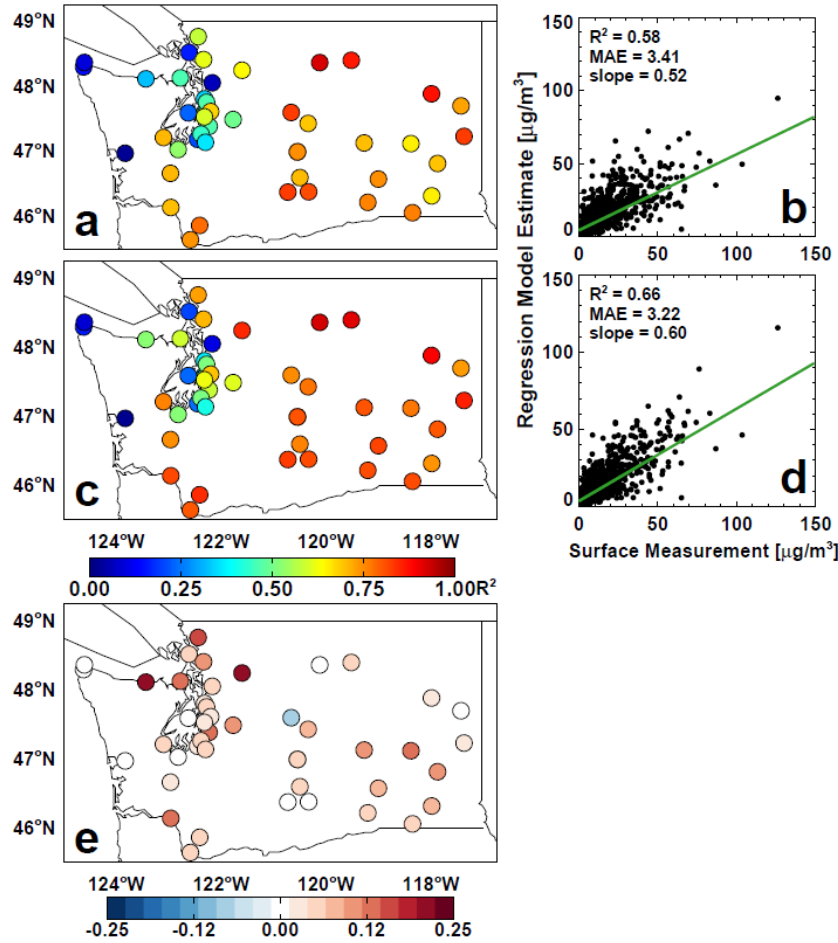 49°N
48°N
47°N
46°N
a
150
100
50
0
R² = 0.58
MAE = 3.41
slope = 0.52
b
0 50 100 150
Regression Model Estimate [µg/m³]
49°N
48°N
47°N
46°N
c
124°W 122°W 120°W 118°W
0.00 0.25 0.50 0.75 1.00R²
150
100
50
0
R² = 0.66
MAE = 3.22
slope = 0.60
d
0 50 100 150
Surface Measurement [µg/m³]
49°N
48°N
47°N
46°N
e
124°W 122°W 120°W 118°W
-0.25 -0.12 0.00 0.12 0.25